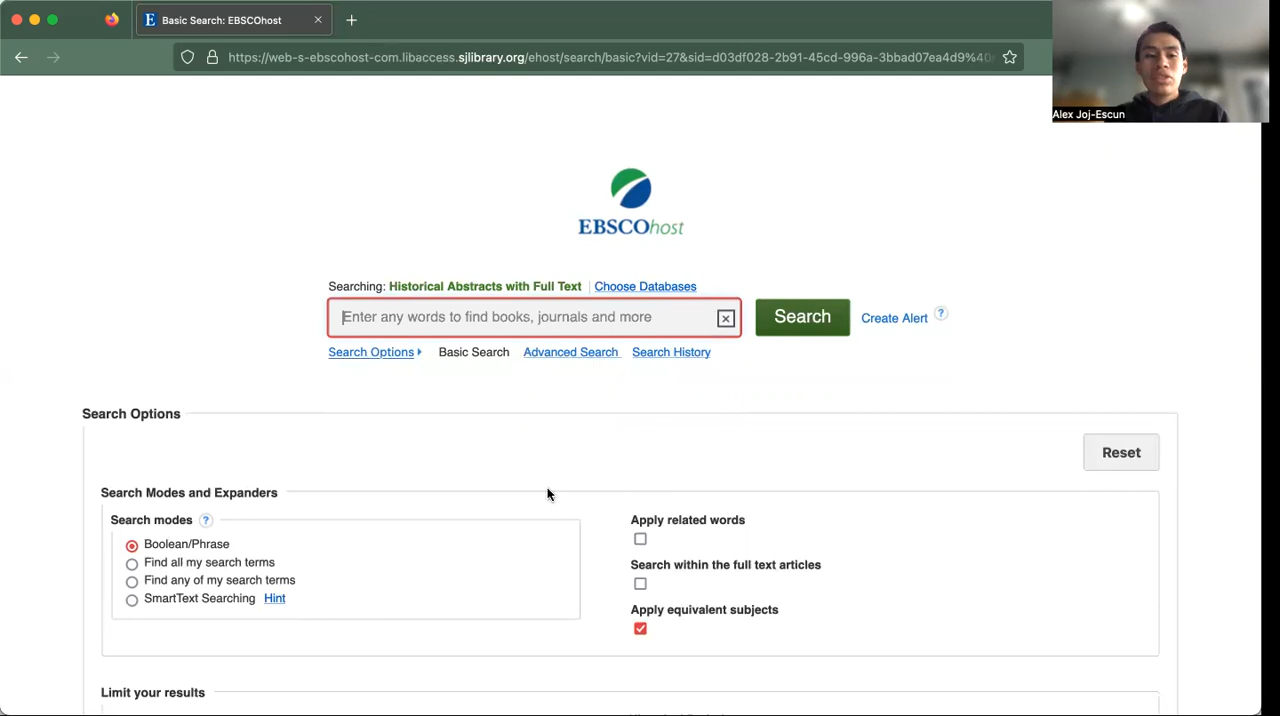 Basic Search: EBSCOhost
https://web-s-ebscohost-com.libaccess.sjlibrary.org/ehost/search/basic?vid=27&sid=d03df028-2b91-45cd-996a-3bbad07ea4d9%40
Alex Joj-Escun
EBSCOhost
Searching: Historical Abstracts with Full Text Choose Databases
Enter any words to find books, journals and more
Search
Create Alert ?
Search Options Basic Search Advanced Search Search History
Search Options
Reset
Search Modes and Expanders
Search modes ?
Boolean/Phrase
Find all my search terms
Find any of my search terms
SmartText Searching Hint
Apply related words
Search within the full text articles
Apply equivalent subjects
Limit your results